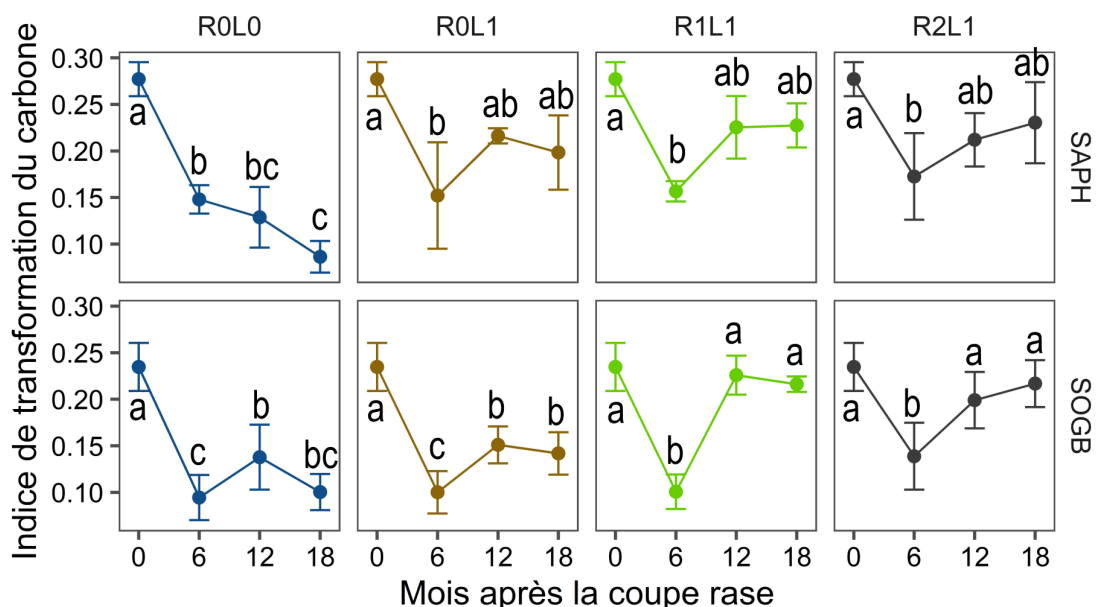 R0L0 R0L1 R1L1 R2L1
Indice de transformation du carbone
0.30
0.25
0.20
0.15
0.10
a b bc c
a b ab ab
a b ab ab
a b ab ab
SAPH
0.30
0.25
0.20
0.15
0.10
a c b bc
a c b b
a b a a
a b a a
SOGB
0 6 12 18 0 6 12 18 0 6 12 18 0 6 12 18
Mois après la coupe rase